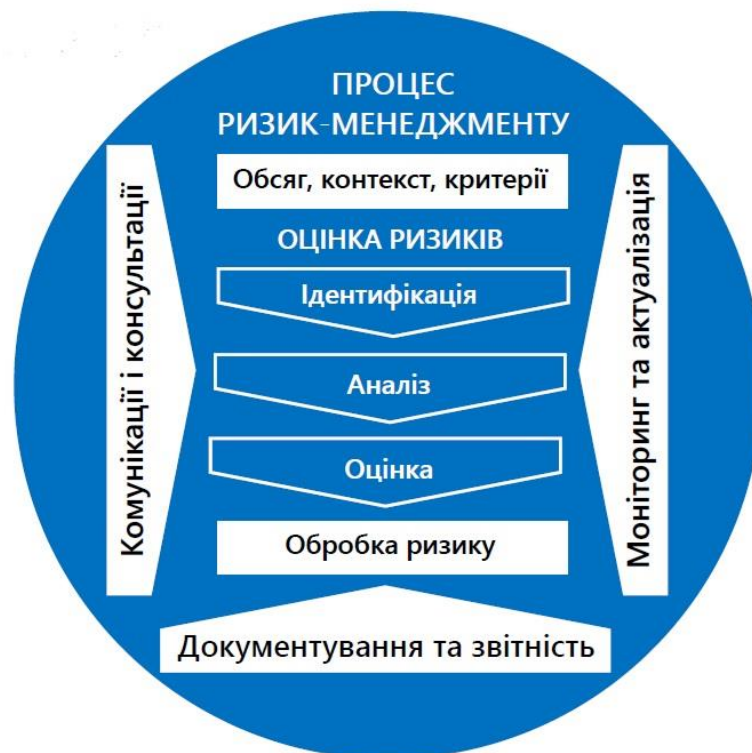 ПРОЦЕС
РИЗИК-МЕНЕДЖМЕНТУ
Обсяг, контекст, критерії
ОЦІНКА РИЗИКІВ
Ідентифікація
Аналіз
Оцінка
Обробка ризику
Комунікації і консультації
Моніторинг та актуалізація
Документування та звітність